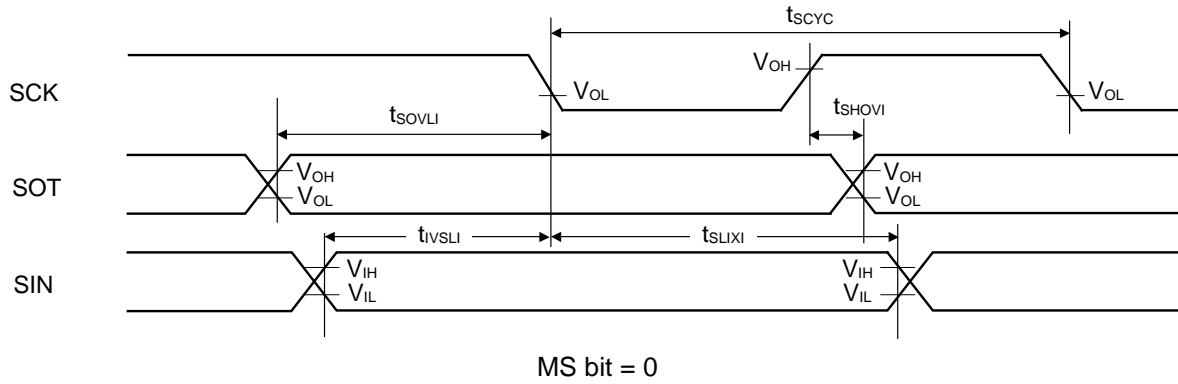 tSCYC
SCK
VOH
VOL
VOL
tSHOVI
tSOVLI
SOT
VOH
VOL
VOH
VOL
tIVSLI
tSLIXI
SIN
VIH
VIL
VIH
VIL
MS bit = 0